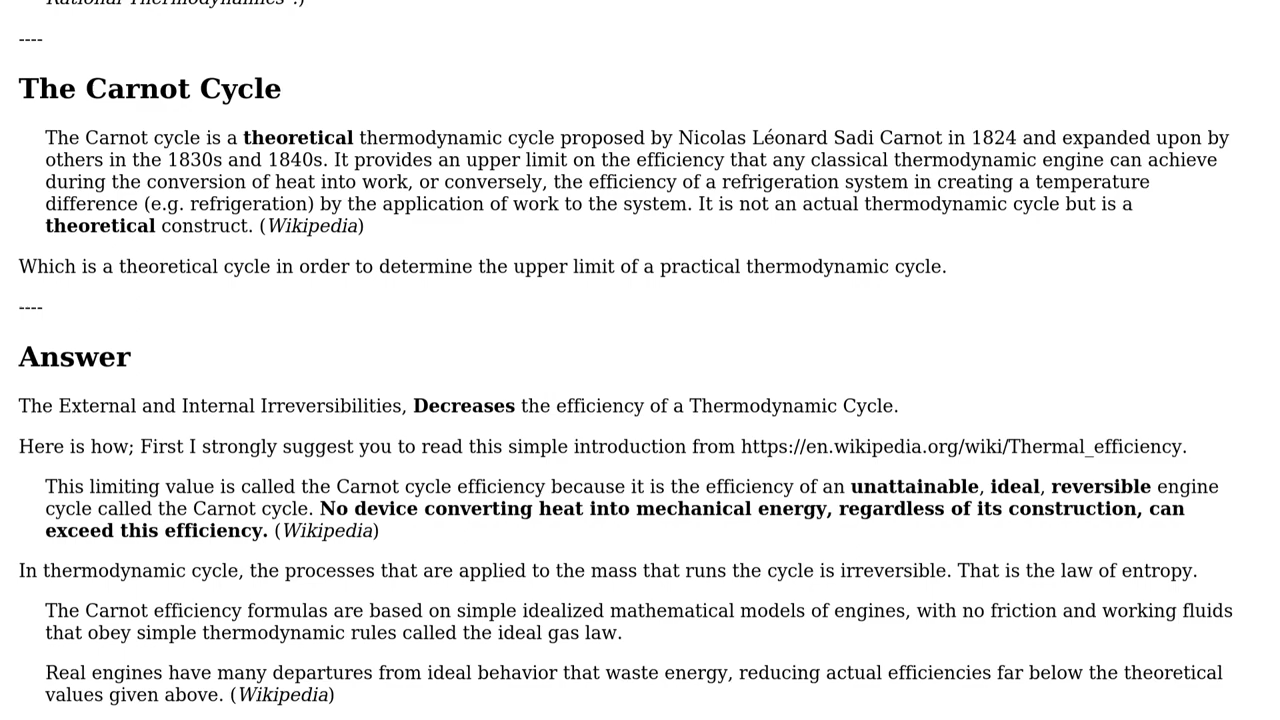 Rational Thermodynamics".)
----
The Carnot Cycle
The Carnot cycle is a theoretical thermodynamic cycle proposed by Nicolas Léonard Sadi Carnot in 1824 and expanded upon by
others in the 1830s and 1840s. It provides an upper limit on the efficiency that any classical thermodynamic engine can achieve
during the conversion of heat into work, or conversely, the efficiency of a refrigeration system in creating a temperature
difference (e.g. refrigeration) by the application of work to the system. It is not an actual thermodynamic cycle but is a
theoretical construct. (Wikipedia)
Which is a theoretical cycle in order to determine the upper limit of a practical thermodynamic cycle.
----
Answer
The External and Internal Irreversibilities, Decreases the efficiency of a Thermodynamic Cycle.
Here is how; First I strongly suggest you to read this simple introduction from https://en.wikipedia.org/wiki/Thermal_efficiency.
This limiting value is called the Carnot cycle efficiency because it is the efficiency of an unattainable, ideal, reversible engine
cycle called the Carnot cycle. No device converting heat into mechanical energy, regardless of its construction, can
exceed this efficiency. (Wikipedia)
In thermodynamic cycle, the processes that are applied to the mass that runs the cycle is irreversible. That is the law of entropy.
The Carnot efficiency formulas are based on simple idealized mathematical models of engines, with no friction and working fluids
that obey simple thermodynamic rules called the ideal gas law.
Real engines have many departures from ideal behavior that waste energy, reducing actual efficiencies far below the theoretical
values given above. (Wikipedia)